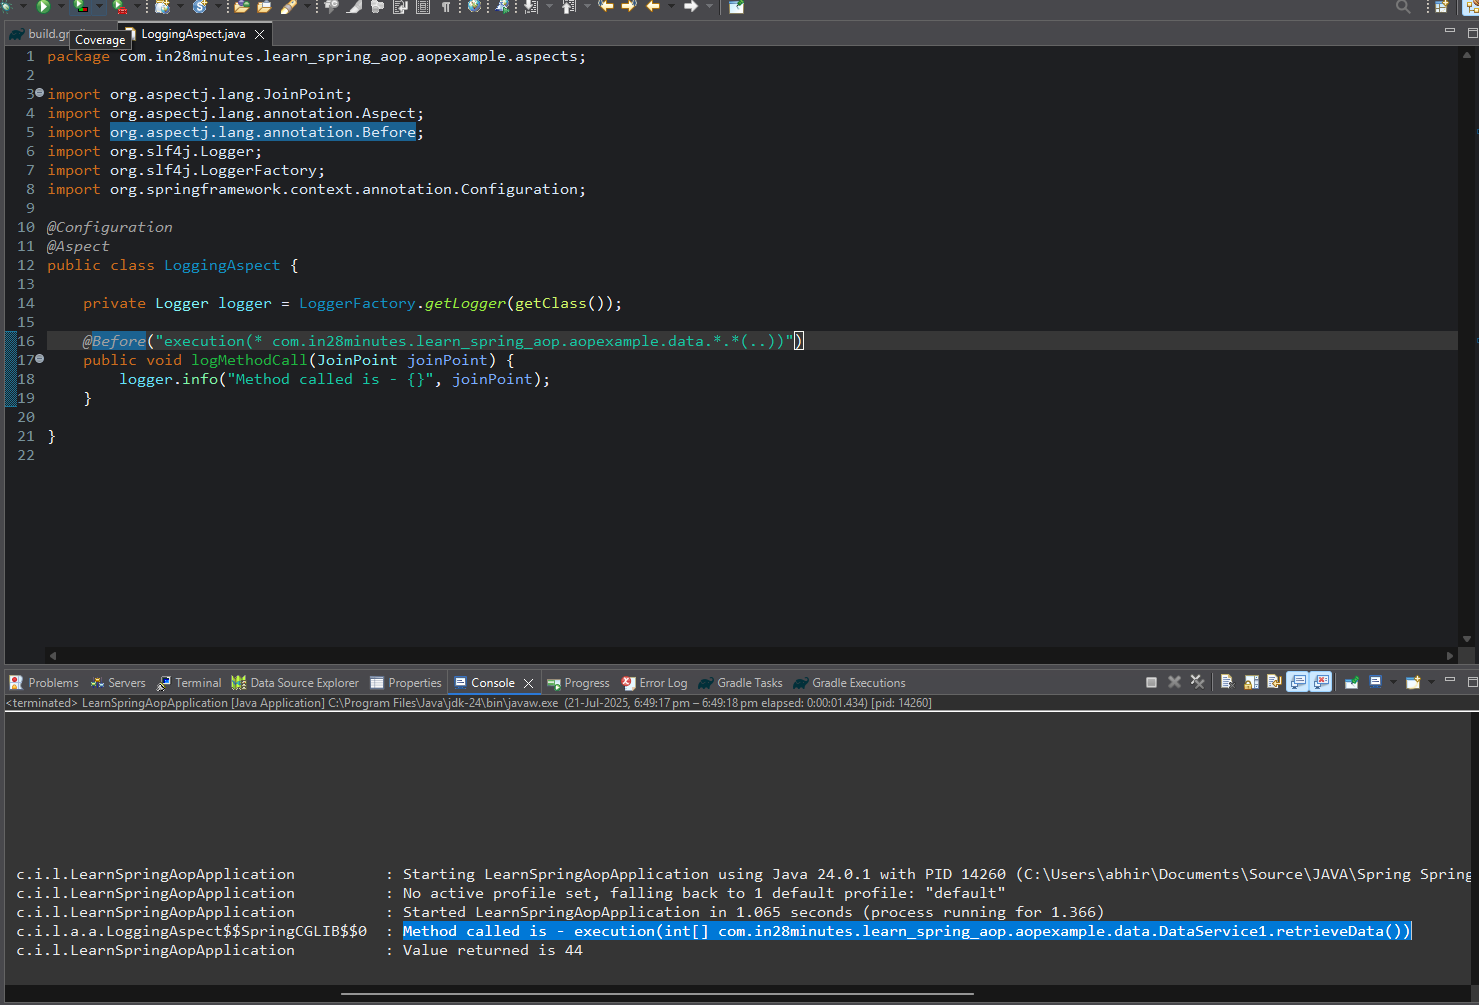 build.gr
Coverage
LoggingAspect.java
1 package com.in28minutes.learn_spring_aop.aopexample.aspects;
2
3 import org.aspectj.lang.JoinPoint;
4 import org.aspectj.lang.annotation.Aspect;
5 import org.aspectj.lang.annotation.Before;
6 import org.slf4j.Logger;
7 import org.slf4j.LoggerFactory;
8 import org.springframework.context.annotation.Configuration;
9
10 @Configuration
11 @Aspect
12 public class LoggingAspect {
13
14 private Logger logger = LoggerFactory.getLogger(getClass());
15
16 @Before("execution(* com.in28minutes.learn_spring_aop.aopexample.data.*.*(..))")
17 public void logMethodCall(JoinPoint joinPoint) {
18 logger.info("Method called is - {}", joinPoint);
19 }
20
21 }
22
Problems Servers Terminal Data Source Explorer Properties Console Progress Error Log Gradle Tasks Gradle Executions
<terminated> LearnSpringAopApplication [Java Application] C:\Program Files\Java\jdk-24\bin\javaw.exe (21-Jul-2025, 6:49:17 pm – 6:49:18 pm elapsed: 0:00:01.434) [pid: 14260]
c.i.l.LearnSpringAopApplication : Starting LearnSpringAopApplication using Java 24.0.1 with PID 14260 (C:\Users\abhir\Documents\Source\JAVA\Spring Spring
c.i.l.LearnSpringAopApplication : No active profile set, falling back to 1 default profile: "default"
c.i.l.LearnSpringAopApplication : Started LearnSpringAopApplication in 1.065 seconds (process running for 1.366)
c.i.l.a.a.LoggingAspect$$SpringCGLIB$$0 : Method called is - execution(int[] com.in28minutes.learn_spring_aop.aopexample.data.DataService1.retrieveData())
c.i.l.LearnSpringAopApplication : Value returned is 44